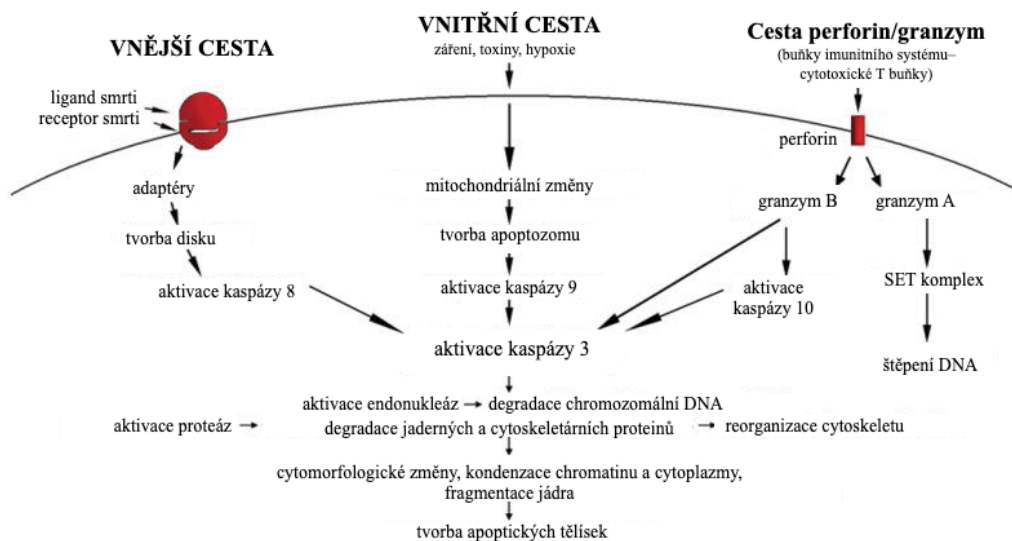 VNĚJŠÍ CESTA
ligand smrti
receptor smrti
adaptéry
tvorba disku
aktivace kaspázy 8
VNITŘNÍ CESTA
záření, toxiny, hypoxie
mitochondriální změny
tvorba apoptozomu
aktivace kaspázy 9
Cesta perforin/granzym
(buňky imunitního systému–
cytotoxické T buňky)
perforin
granzym B
granzym A
aktivace
kaspázy 10
SET komplex
štěpení DNA
aktivace kaspázy 3
aktivace endonukleáz → degradace chromozomální DNA
aktivace proteáz → degradace jaderných a cytoskeletárních proteinů → reorganizace cytoskeletu
cytomorfologické změny, kondenzace chromatinu a cytoplazmy,
fragmentace jádra
tvorba apoptických tělísek